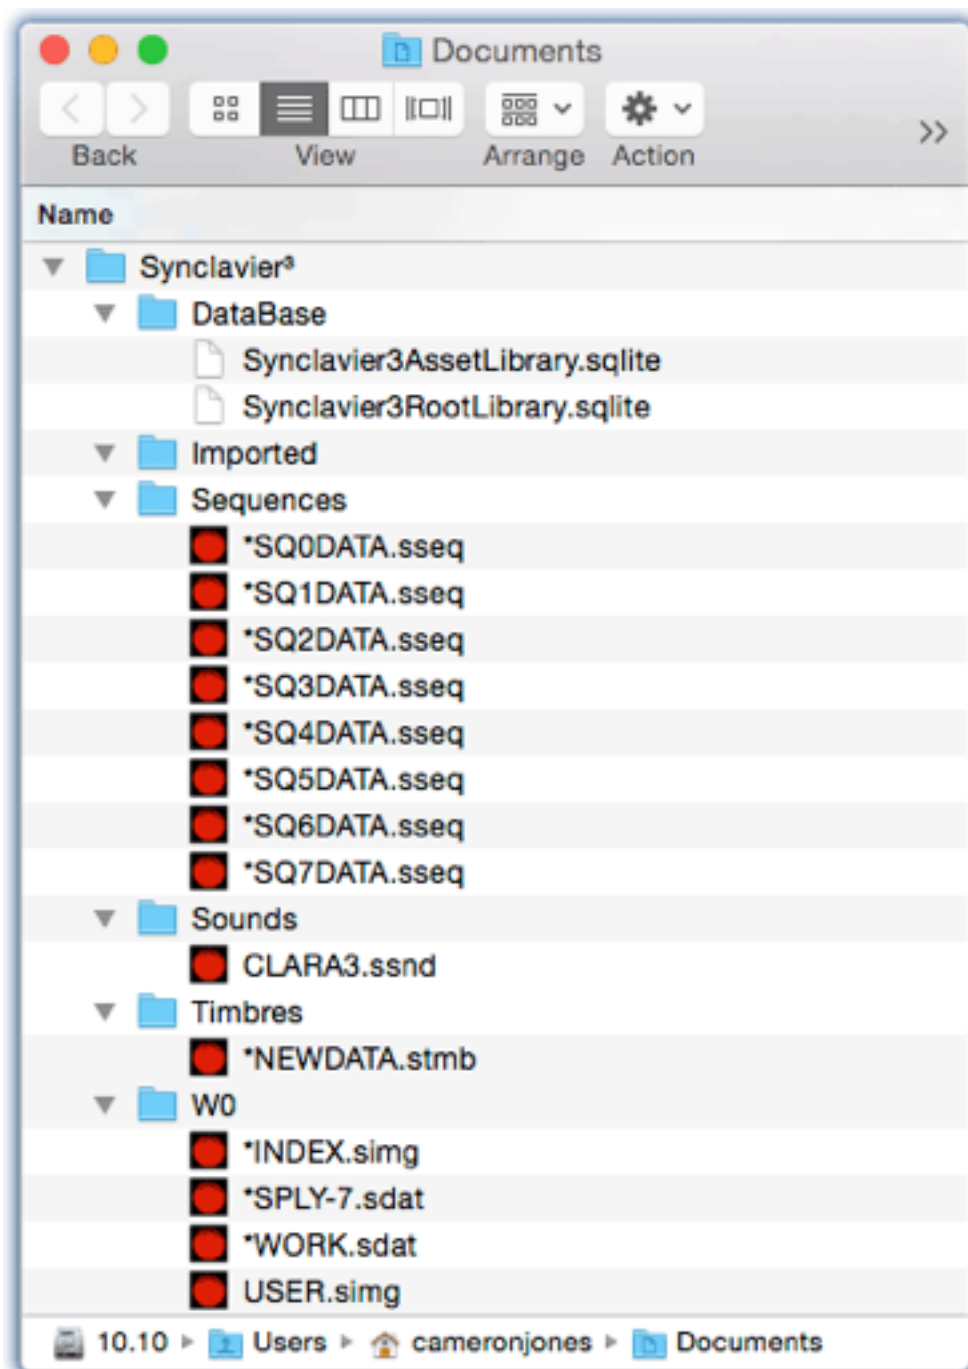 Documents
Back View Arrange Action
Name
Synclavier³
DataBase
Synclavier3AssetLibrary.sqlite
Synclavier3RootLibrary.sqlite
Imported
Sequences
*SQ0DATA.sseq
*SQ1DATA.sseq
*SQ2DATA.sseq
*SQ3DATA.sseq
*SQ4DATA.sseq
*SQ5DATA.sseq
*SQ6DATA.sseq
*SQ7DATA.sseq
Sounds
CLARA3.ssnd
Timbres
*NEWDATA.stmb
W0
*INDEX.simg
*SPLY-7.sdat
*WORK.sdat
USER.simg
10.10 ▸ Users ▸ cameronjones ▸ Documents